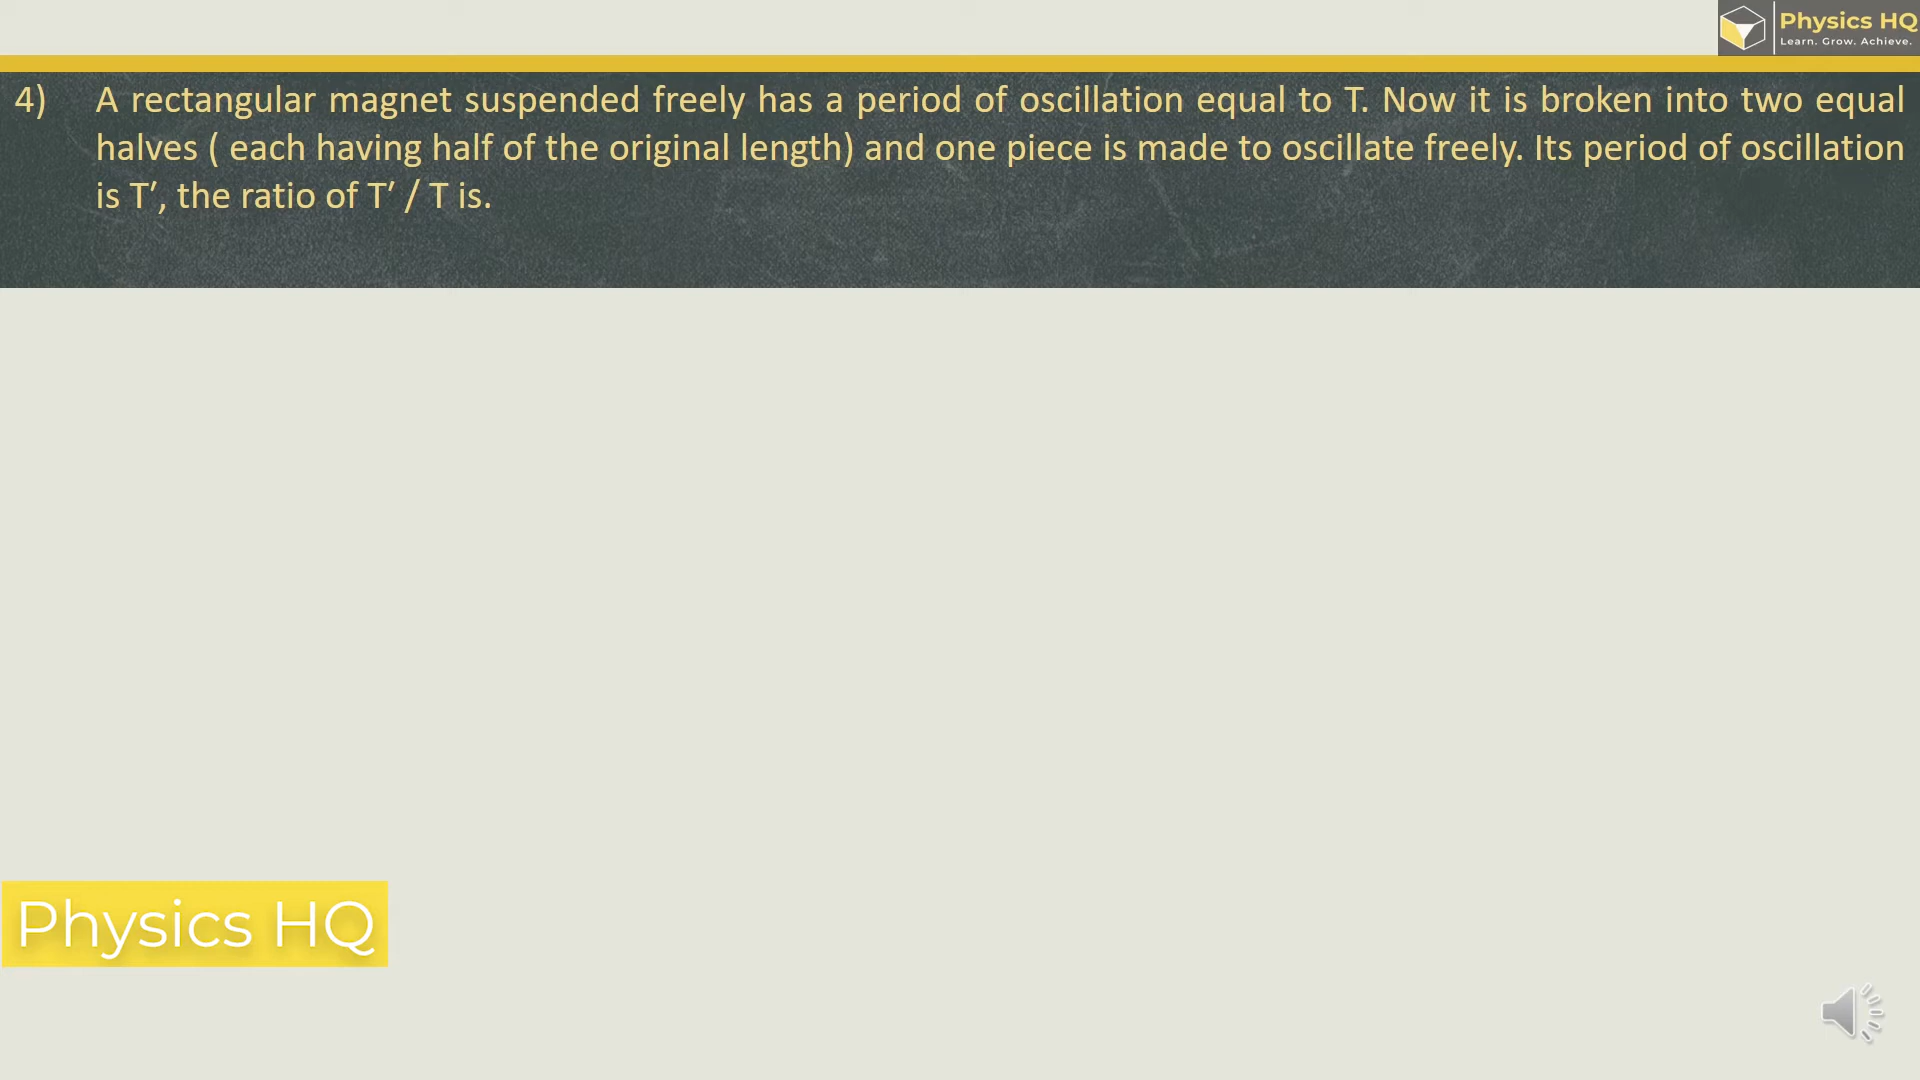 Physics HQ
Learn. Grow. Achieve.
4) A rectangular magnet suspended freely has a period of oscillation equal to T. Now it is broken into two equal
halves ( each having half of the original length) and one piece is made to oscillate freely. Its period of oscillation
is T′, the ratio of T′ / T is.
Physics HQ